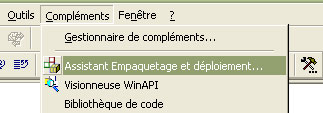 Outils Compléments Fenêtre ?
Gestionnaire de compléments...
Assistant Empaquetage et déploiement...
Visionneuse WinAPI
Bibliothèque de code